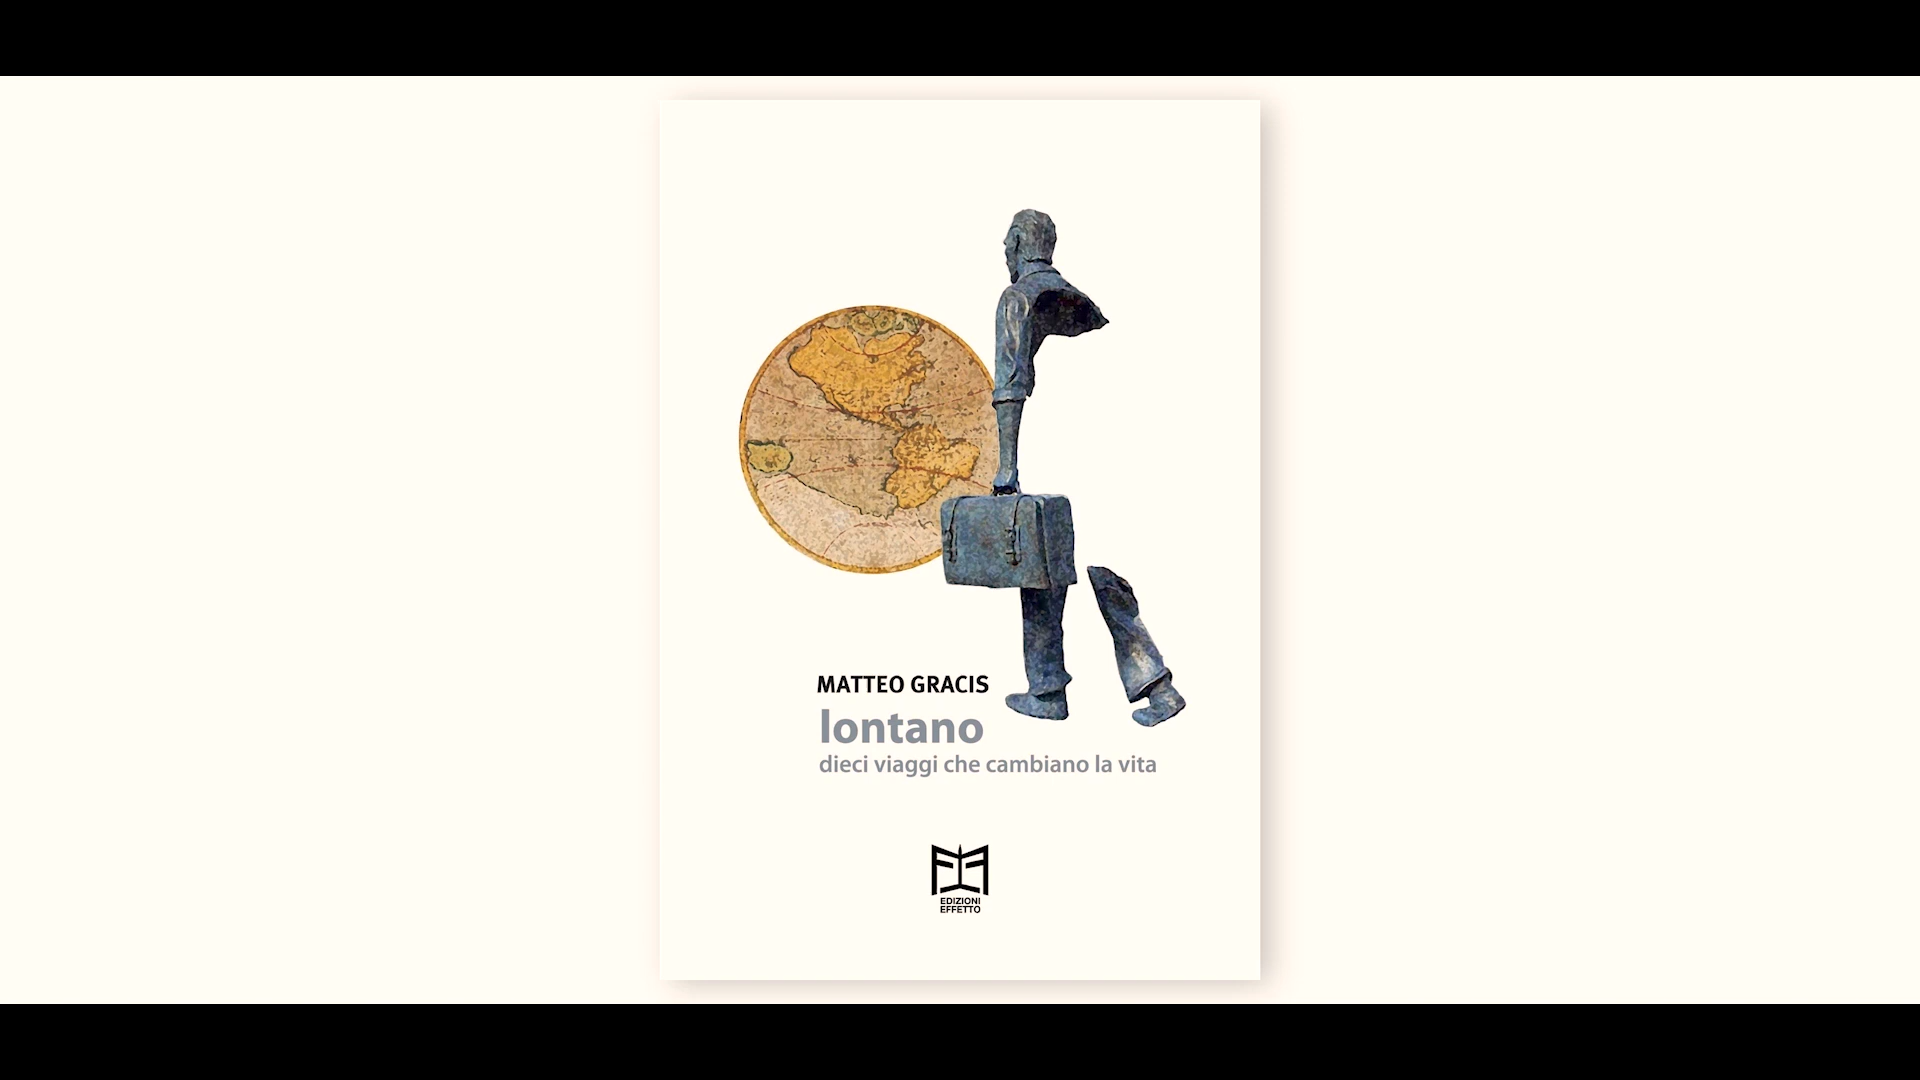 MATTEO GRACIS
lontano
dieci viaggi che cambiano la vita
EDIZIONI
EFFETTO